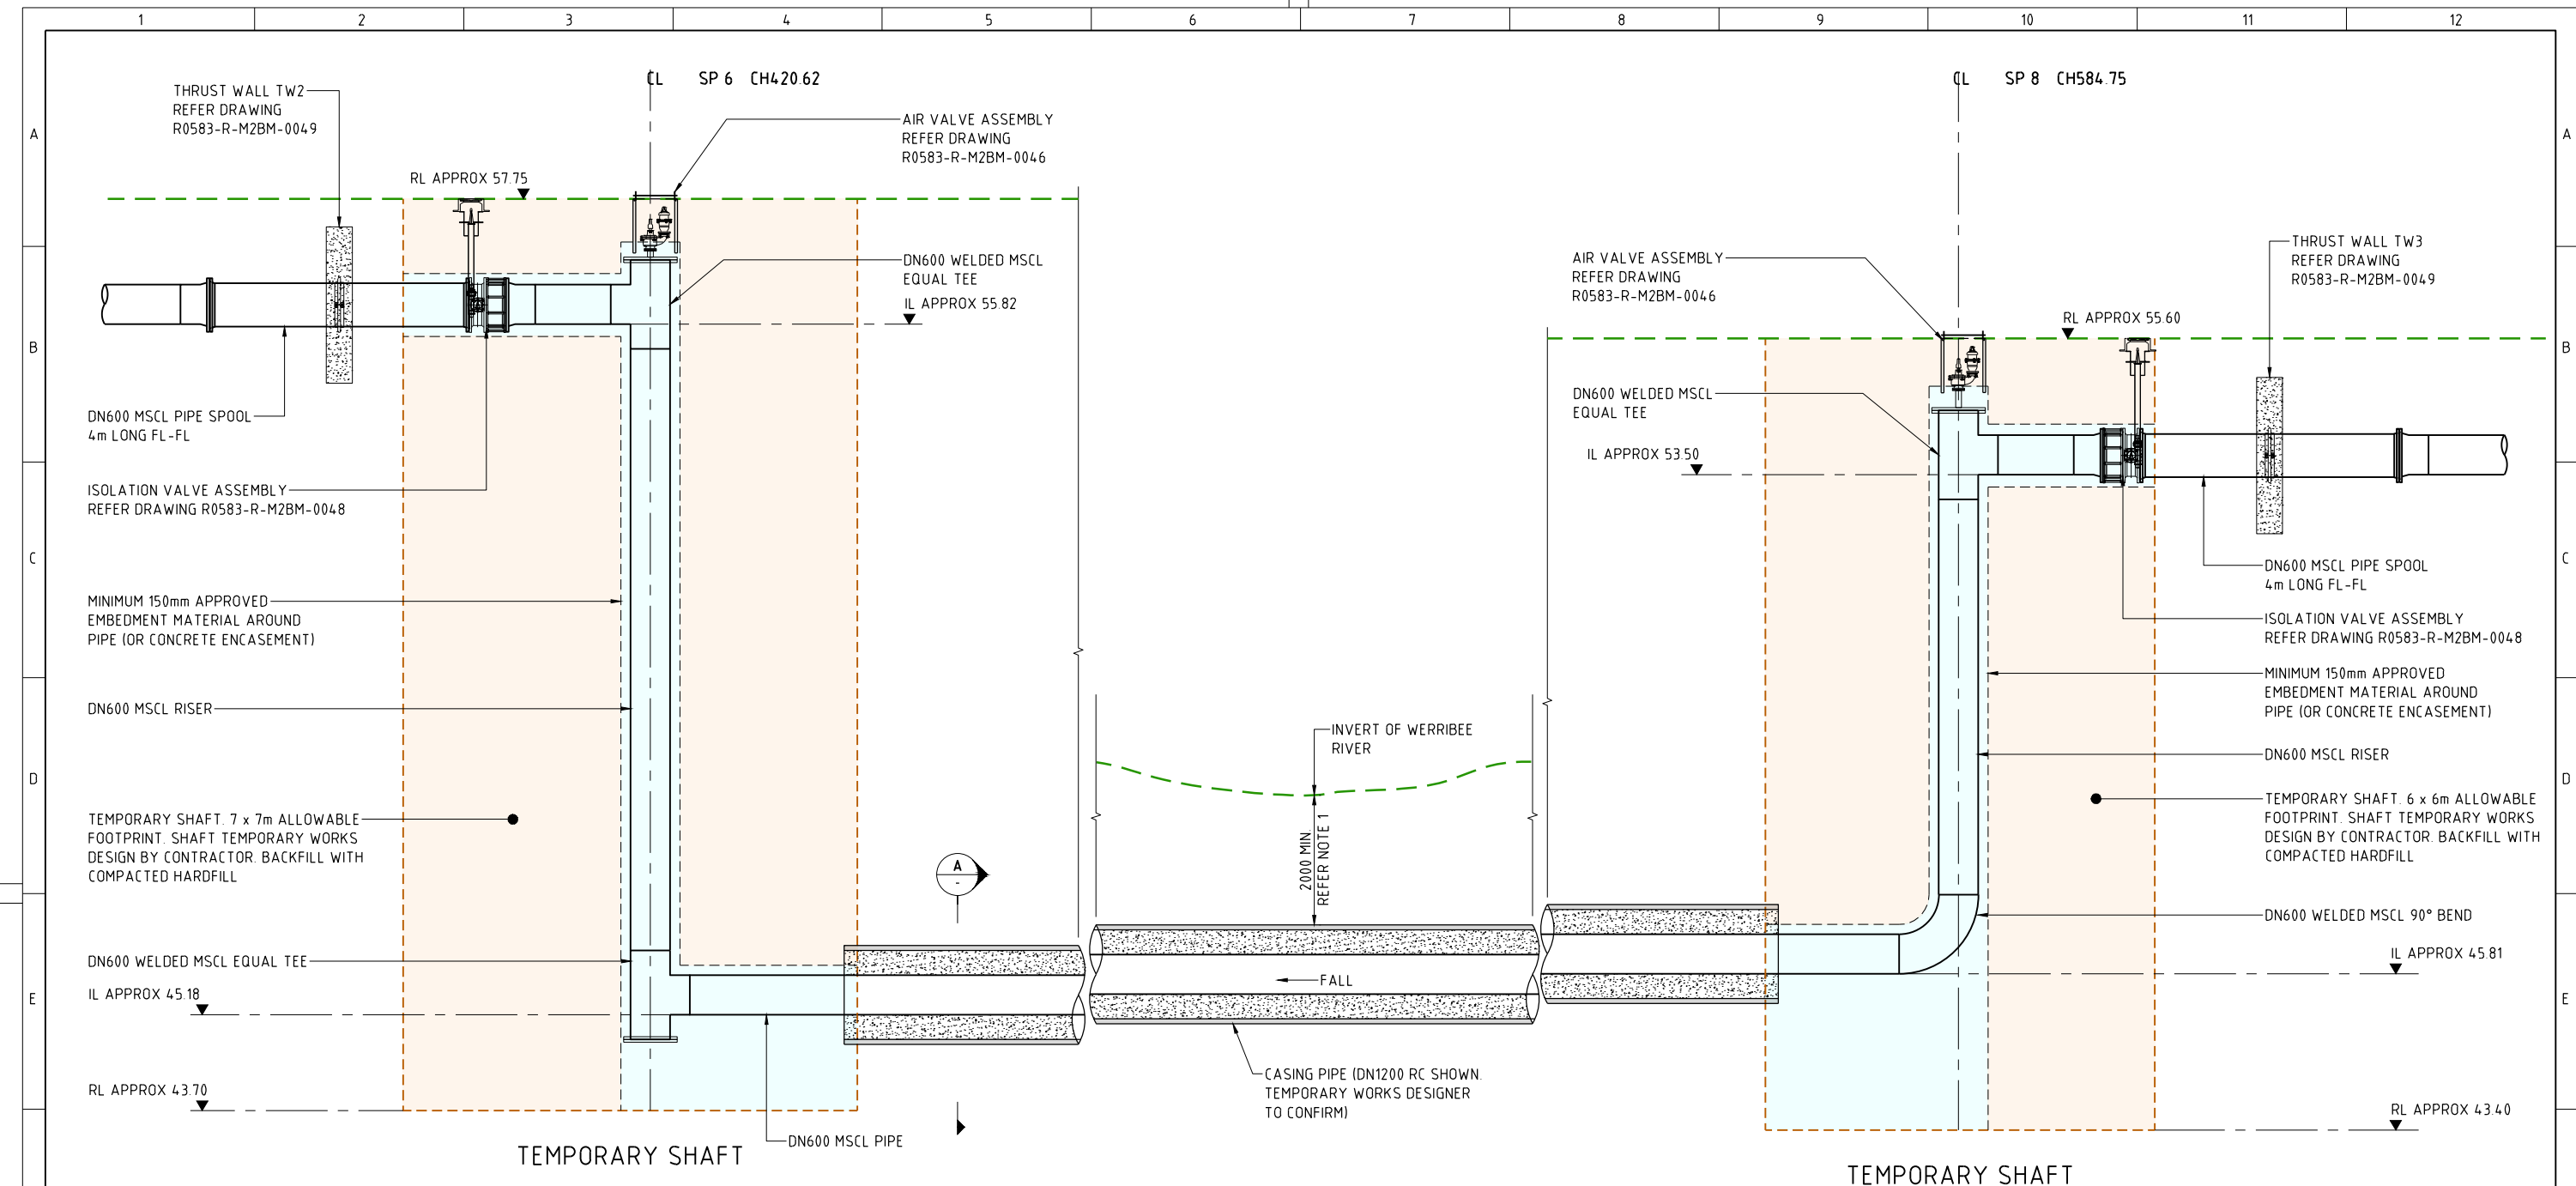 1 2 3 4 5 6 7 8 9 10 11 12
A
B
C
D
E
A
B
C
D
E
CL SP 6 CH420.62
CL SP 8 CH584.75
THRUST WALL TW2
REFER DRAWING
R0583-R-M2BM-0049
RL APPROX 57.75
AIR VALVE ASSEMBLY
REFER DRAWING
R0583-R-M2BM-0046
DN600 WELDED MSCL
EQUAL TEE
IL APPROX 55.82
DN600 MSCL PIPE SPOOL
4m LONG FL-FL
ISOLATION VALVE ASSEMBLY
REFER DRAWING R0583-R-M2BM-0048
MINIMUM 150mm APPROVED
EMBEDMENT MATERIAL AROUND
PIPE (OR CONCRETE ENCASEMENT)
DN600 MSCL RISER
TEMPORARY SHAFT. 7 x 7m ALLOWABLE
FOOTPRINT. SHAFT TEMPORARY WORKS
DESIGN BY CONTRACTOR. BACKFILL WITH
COMPACTED HARDFILL
DN600 WELDED MSCL EQUAL TEE
IL APPROX 45.18
RL APPROX 43.70
TEMPORARY SHAFT
DN600 MSCL PIPE
A
-
INVERT OF WERRIBEE
RIVER
2000 MIN.
REFER NOTE 1
FALL
CASING PIPE (DN1200 RC SHOWN.
TEMPORARY WORKS DESIGNER
TO CONFIRM)
AIR VALVE ASSEMBLY
REFER DRAWING
R0583-R-M2BM-0046
DN600 WELDED MSCL
EQUAL TEE
IL APPROX 53.50
THRUST WALL TW3
REFER DRAWING
R0583-R-M2BM-0049
RL APPROX 55.60
DN600 MSCL PIPE SPOOL
4m LONG FL-FL
ISOLATION VALVE ASSEMBLY
REFER DRAWING R0583-R-M2BM-0048
MINIMUM 150mm APPROVED
EMBEDMENT MATERIAL AROUND
PIPE (OR CONCRETE ENCASEMENT)
DN600 MSCL RISER
TEMPORARY SHAFT. 6 x 6m ALLOWABLE
FOOTPRINT. SHAFT TEMPORARY WORKS
DESIGN BY CONTRACTOR. BACKFILL WITH
COMPACTED HARDFILL
DN600 WELDED MSCL 90° BEND
IL APPROX 45.81
RL APPROX 43.40
TEMPORARY SHAFT